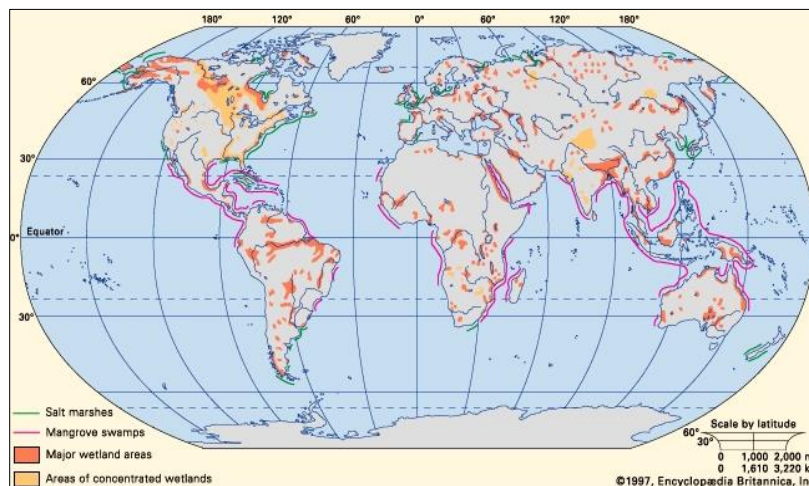 180° 120° 60° 0° 60° 120° 180°
60°
30°
Equator 0°
30°
Salt marshes
Mangrove swamps
Major wetland areas
Areas of concentrated wetlands
Scale by latitude
60°
30°
0 1,000 2,000 m
0 1,610 3,220 k
©1997, Encyclopædia Britannica, In